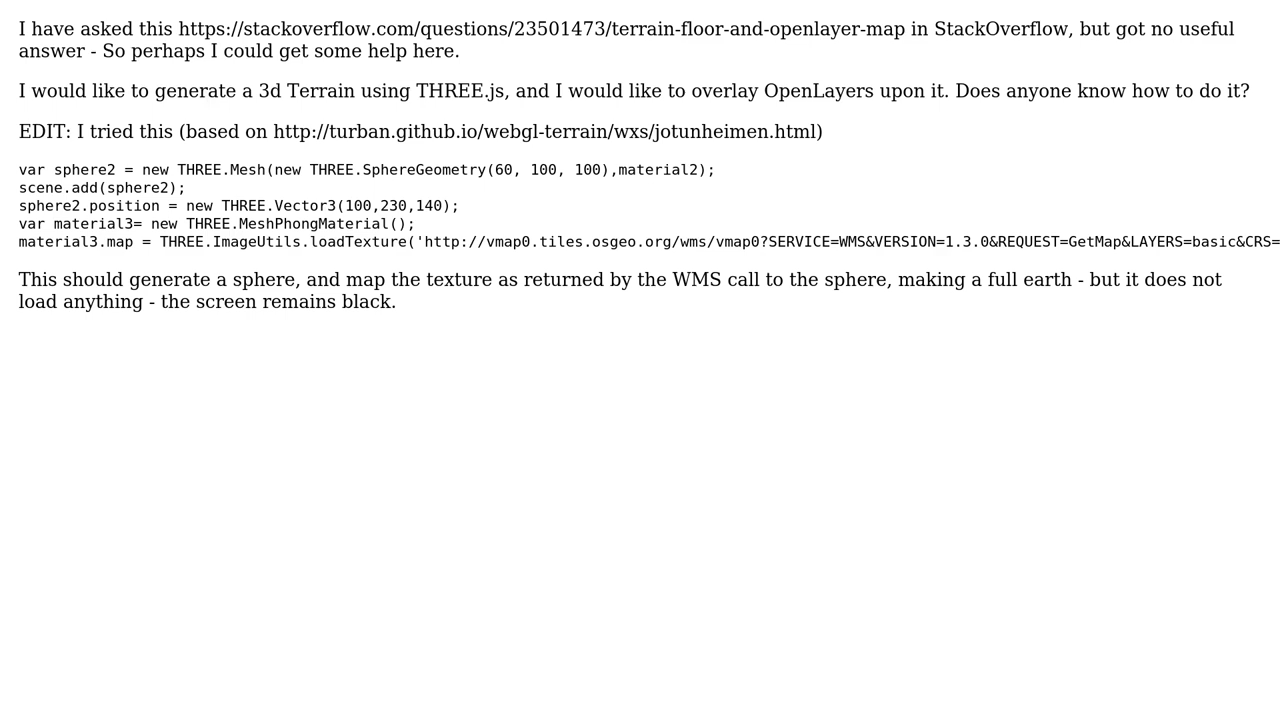 I have asked this https://stackoverflow.com/questions/23501473/terrain-floor-and-openlayer-map in StackOverflow, but got no useful
answer - So perhaps I could get some help here.
I would like to generate a 3d Terrain using THREE.js, and I would like to overlay OpenLayers upon it. Does anyone know how to do it?
EDIT: I tried this (based on http://turban.github.io/webgl-terrain/wxs/jotunheimen.html)
var sphere2 = new THREE.Mesh(new THREE.SphereGeometry(60, 100, 100),material2);
scene.add(sphere2);
sphere2.position = new THREE.Vector3(100,230,140);
var material3= new THREE.MeshPhongMaterial();
material3.map = THREE.ImageUtils.loadTexture('http://vmap0.tiles.osgeo.org/wms/vmap0?SERVICE=WMS&VERSION=1.3.0&REQUEST=GetMap&LAYERS=basic&CRS=
This should generate a sphere, and map the texture as returned by the WMS call to the sphere, making a full earth - but it does not
load anything - the screen remains black.